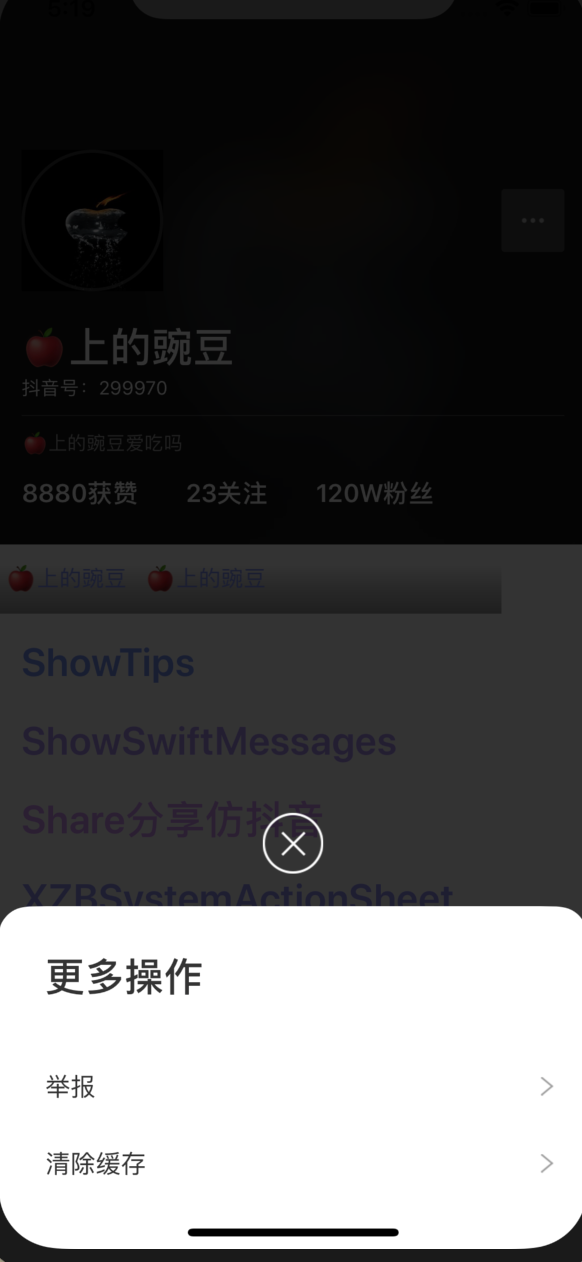 5:19
🍎上的豌豆
抖音号：299970
🍎上的豌豆爱吃吗
8880获赞 23关注 120W粉丝
🍎上的豌豆 🍎上的豌豆
ShowTips
ShowSwiftMessages
Share分享仿抖音
XZBSystemActionSheet
更多操作
举报
清除缓存